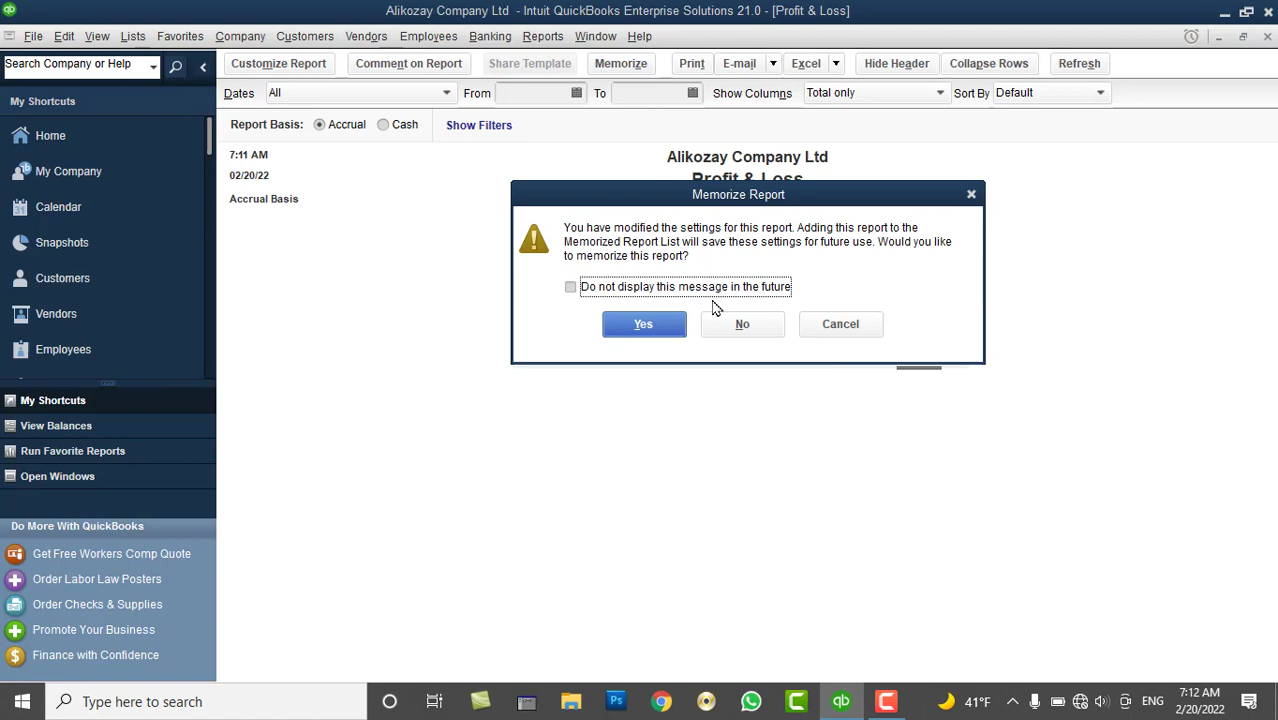 Alikozay Company Ltd - Intuit QuickBooks Enterprise Solutions 21.0 - [Profit & Loss]
File Edit View Lists Favorites Company Customers Vendors Employees Banking Reports Window Help
Search Company or Help
Customize Report Comment on Report Share Template Memorize Print E-mail Excel Hide Header Collapse Rows Refresh
Dates All From To Show Columns Total only Sort By Default
Report Basis: Accrual Cash Show Filters
My Shortcuts
Home
My Company
Calendar
Snapshots
Customers
Vendors
Employees
My Shortcuts
View Balances
Run Favorite Reports
Open Windows
Do More With QuickBooks
Get Free Workers Comp Quote
Order Labor Law Posters
Order Checks & Supplies
Promote Your Business
Finance with Confidence
7:11 AM
02/20/22
Accrual Basis
Alikozay Company Ltd
Profit & Loss
Memorize Report
You have modified the settings for this report. Adding this report to the
Memorized Report List will save these settings for future use. Would you like
to memorize this report?
Do not display this message in the future
Yes No Cancel
Type here to search
Ps
41°F
ENG
7:12 AM
2/20/2022